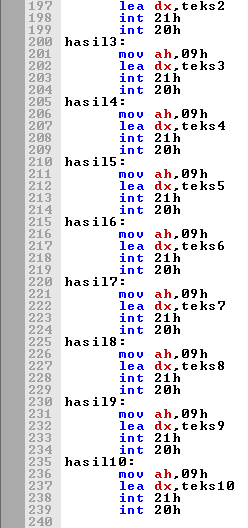 197 lea dx,teks2
198 int 21h
199 int 20h
200 hasil3:
201 mov ah,09h
202 lea dx,teks3
203 int 21h
204 int 20h
205 hasil4:
206 mov ah,09h
207 lea dx,teks4
208 int 21h
209 int 20h
210 hasil5:
211 mov ah,09h
212 lea dx,teks5
213 int 21h
214 int 20h
215 hasil6:
216 mov ah,09h
217 lea dx,teks6
218 int 21h
219 int 20h
220 hasil7:
221 mov ah,09h
222 lea dx,teks7
223 int 21h
224 int 20h
225 hasil8:
226 mov ah,09h
227 lea dx,teks8
228 int 21h
229 int 20h
230 hasil9:
231 mov ah,09h
232 lea dx,teks9
233 int 21h
234 int 20h
235 hasil10:
236 mov ah,09h
237 lea dx,teks10
238 int 21h
239 int 20h
240